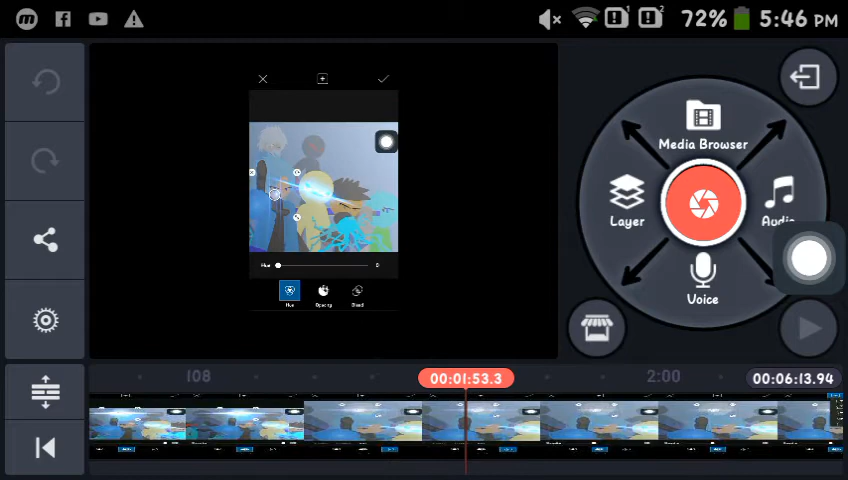 72% 5:46 PM
Media Browser
Layer
Audio
Voice
Hue 0
Hue Opacity Blend
108 00:01:53.3 2:00 00:06:13.94